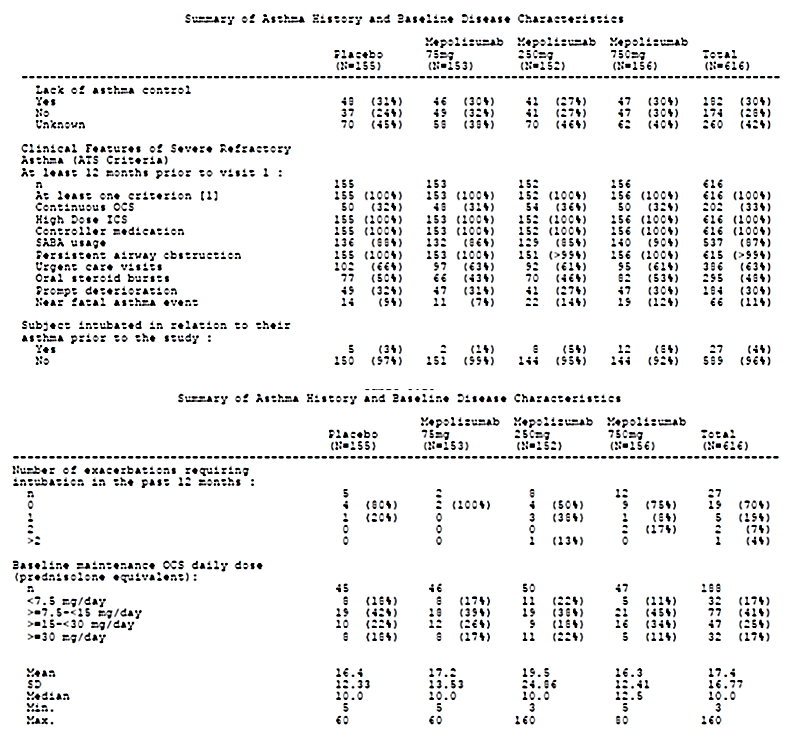 Summary of Asthma History and Baseline Disease Characteristics
Mepolizumab Mepolizumab Mepolizumab
Placebo 75mg 250mg 750mg Total
(N=155) (N=153) (N=152) (N=156) (N=616)
Lack of asthma control
Yes 48 (31%) 46 (30%) 41 (27%) 47 (30%) 182 (30%)
No 37 (24%) 49 (32%) 41 (27%) 47 (30%) 174 (28%)
Unknown 70 (45%) 58 (38%) 70 (46%) 62 (40%) 260 (42%)
Clinical Features of Severe Refractory
Asthma (ATS Criteria)
At least 12 months prior to visit 1 :
n 155 153 152 156 616
At least one criterion [1] 155 (100%) 153 (100%) 152 (100%) 156 (100%) 616 (100%)
Continuous OCS 50 (32%) 48 (31%) 54 (36%) 50 (32%) 202 (33%)
High Dose ICS 155 (100%) 153 (100%) 152 (100%) 156 (100%) 616 (100%)
Controller medication 155 (100%) 153 (100%) 152 (100%) 156 (100%) 616 (100%)
SABA usage 136 (88%) 132 (86%) 129 (85%) 140 (90%) 537 (87%)
Persistent airway obstruction 155 (100%) 153 (100%) 151 (>99%) 156 (100%) 615 (>99%)
Urgent care visits 102 (66%) 97 (63%) 92 (61%) 95 (61%) 386 (63%)
Oral steroid bursts 77 (50%) 66 (43%) 70 (46%) 82 (53%) 295 (48%)
Prompt deterioration 49 (32%) 47 (31%) 41 (27%) 47 (30%) 184 (30%)
Near fatal asthma event 14 (9%) 11 (7%) 22 (14%) 19 (12%) 66 (11%)
Subject intubated in relation to their
asthma prior to the study :
Yes 5 (3%) 2 (1%) 8 (5%) 12 (8%) 27 (4%)
No 150 (97%) 151 (99%) 144 (95%) 144 (92%) 589 (96%)
Summary of Asthma History and Baseline Disease Characteristics
Mepolizumab Mepolizumab Mepolizumab
Placebo 75mg 250mg 750mg Total
(N=155) (N=153) (N=152) (N=156) (N=616)
Number of exacerbations requiring
intubation in the past 12 months :
n 5 2 8 12 27
0 4 (80%) 2 (100%) 4 (50%) 9 (75%) 19 (70%)
1 1 (20%) 0 3 (38%) 1 (8%) 5 (19%)
2 0 0 0 2 (17%) 2 (7%)
>2 0 0 1 (13%) 0 1 (4%)
Baseline maintenance OCS daily dose
(prednisolone equivalent):
n 45 46 50 47 188
<7.5 mg/day 8 (18%) 8 (17%) 11 (22%) 5 (11%) 32 (17%)
>=7.5-<15 mg/day 19 (42%) 18 (39%) 19 (38%) 21 (45%) 77 (41%)
>=15-<30 mg/day 10 (22%) 12 (26%) 9 (18%) 16 (34%) 47 (25%)
>=30 mg/day 8 (18%) 8 (17%) 11 (22%) 5 (11%) 32 (17%)
Mean 16.4 17.2 19.5 16.3 17.4
SD 12.33 13.53 24.86 12.41 16.77
Median 10.0 10.0 10.0 12.5 10.0
Min. 5 5 3 5 3
Max. 60 60 160 80 160